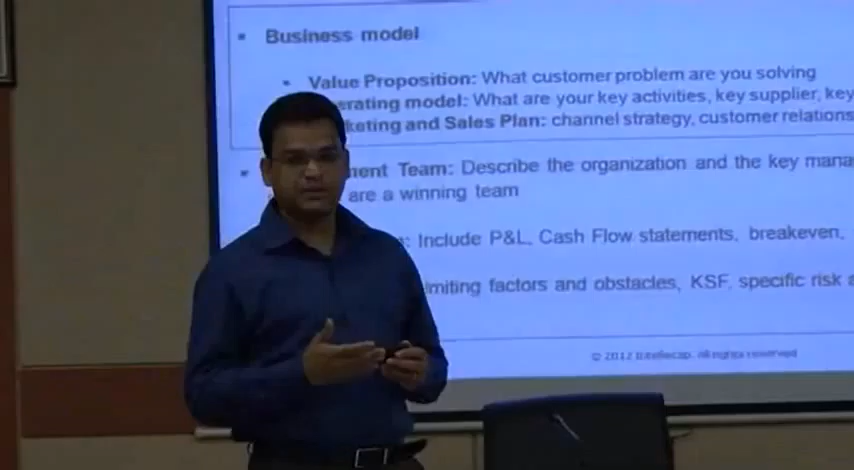 Business model
Value Proposition: What customer problem are you solving
erating model: What are your key activities, key supplier, key
keting and Sales Plan: channel strategy, customer relations
ment Team: Describe the organization and the key mana
are a winning team
: Include P&L, Cash Flow statements, breakeven,
imiting factors and obstacles, KSF, specific risk a
© 2012 Intellecap. All rights reserved